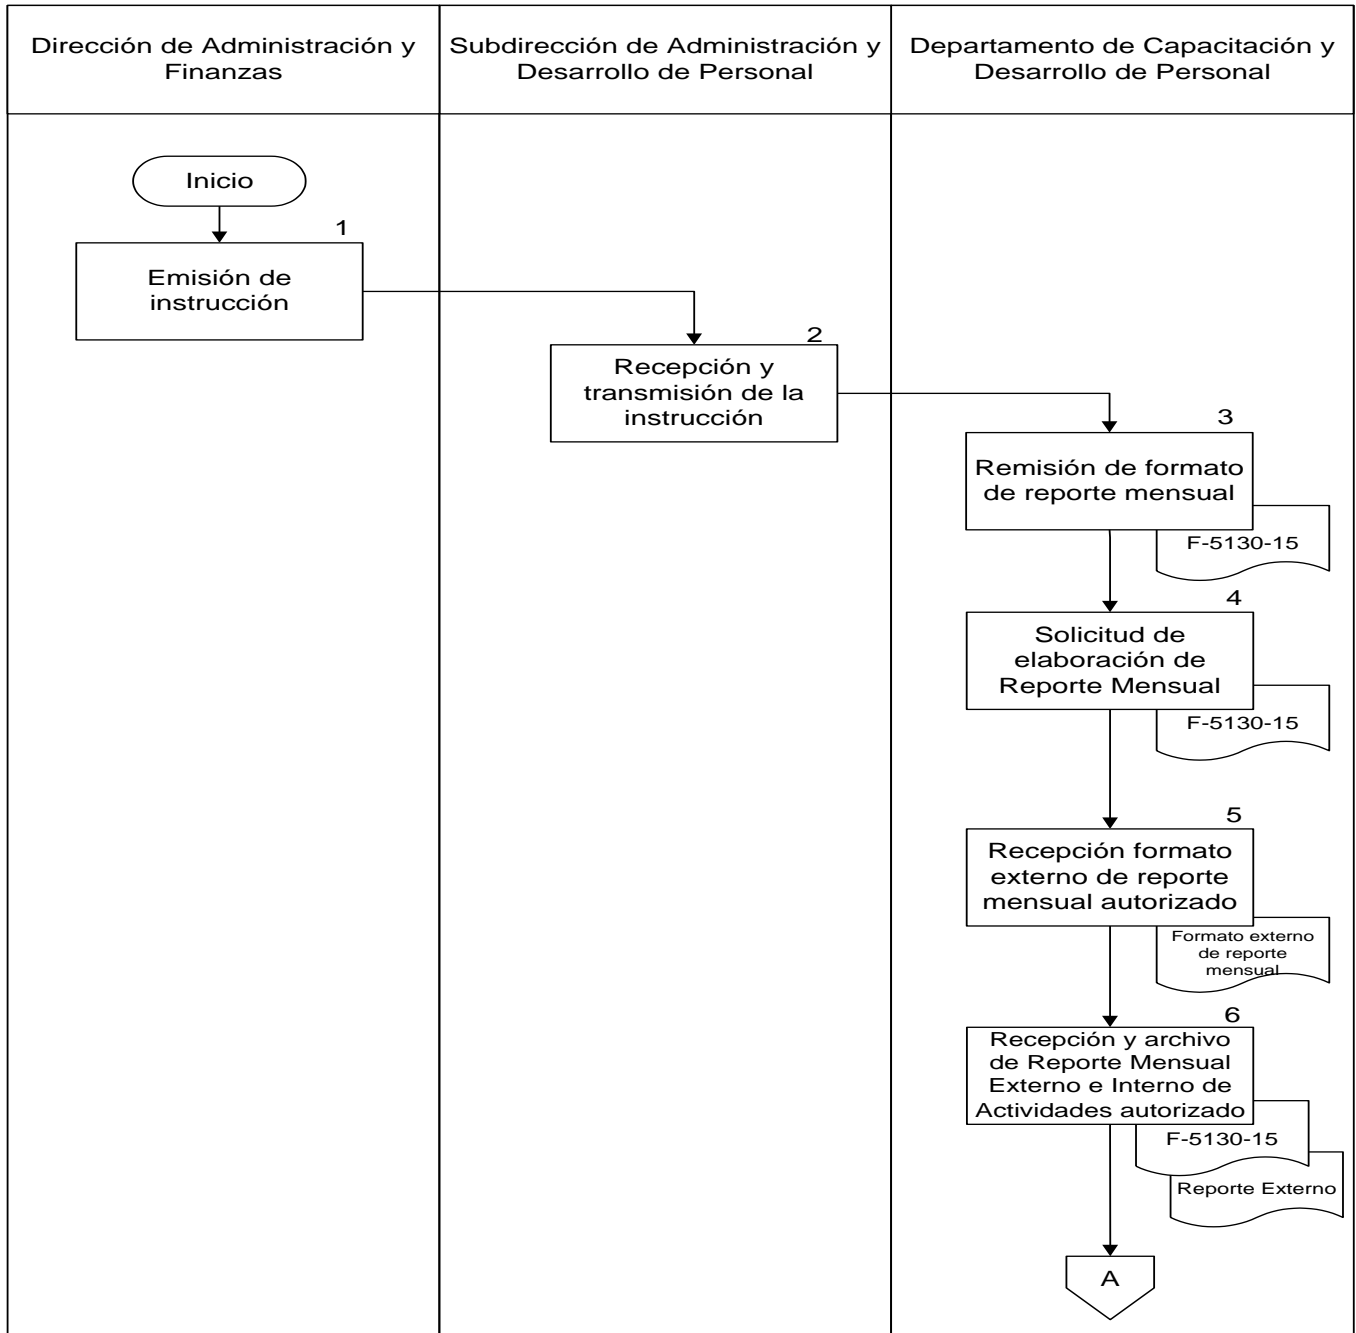 Dirección de Administración y
Finanzas
Subdirección de Administración y
Desarrollo de Personal
Departamento de Capacitación y
Desarrollo de Personal
Inicio
1
Emisión de
instrucción
2
Recepción y
transmisión de la
instrucción
3
Remisión de formato
de reporte mensual
F-5130-15
4
Solicitud de
elaboración de
Reporte Mensual
F-5130-15
5
Recepción formato
externo de reporte
mensual autorizado
Formato externo
de reporte
mensual
6
Recepción y archivo
de Reporte Mensual
Externo e Interno de
Actividades autorizado
F-5130-15
Reporte Externo
A